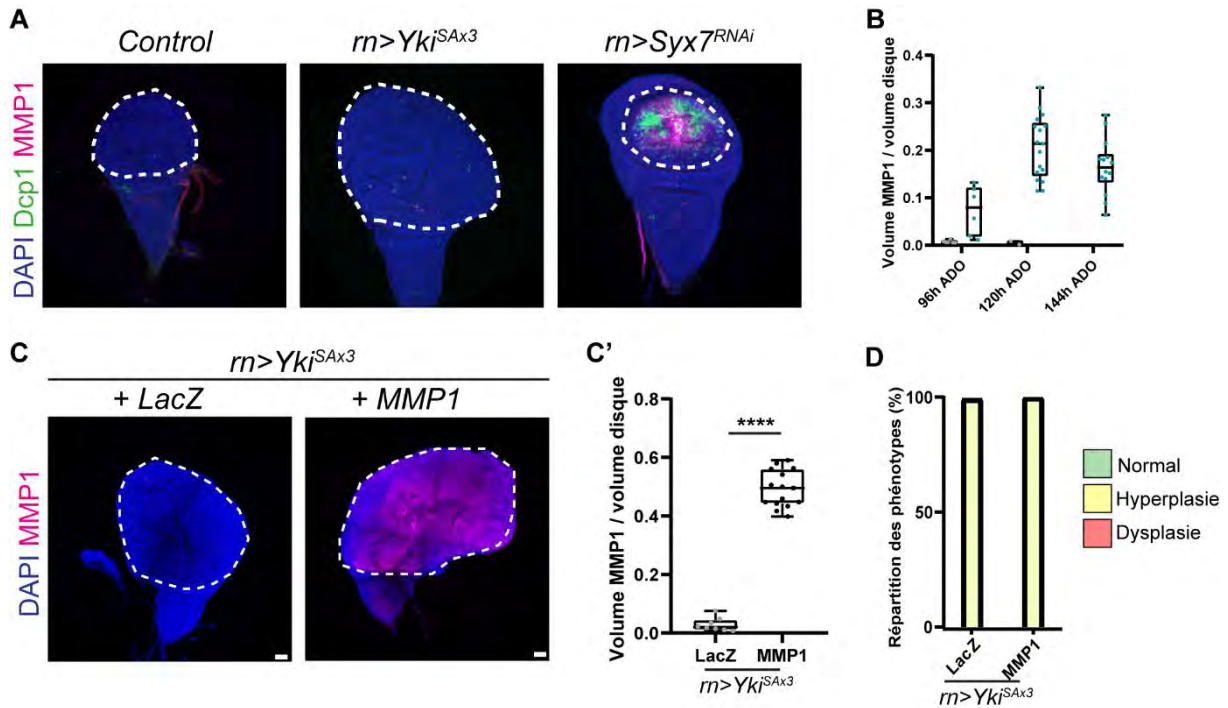 A
Control
rn>Yki^SAx3
rn>Syx7^RNAi
DAPI Dcp1 MMP1
B
Volume MMP1 / volume disque
0.4
0.3
0.2
0.1
0.0
96h ADO
120h ADO
144h ADO
C
rn>Yki^SAx3
+ LacZ
+ MMP1
DAPI MMP1
C'
Volume MMP1 / volume disque
0.8
0.6
0.4
0.2
0.0
****
LacZ
MMP1
rn>Yki^SAx3
D
Répartition des phénotypes (%)
100
50
0
LacZ
MMP1
rn>Yki^SAx3
Normal
Hyperplasie
Dysplasie